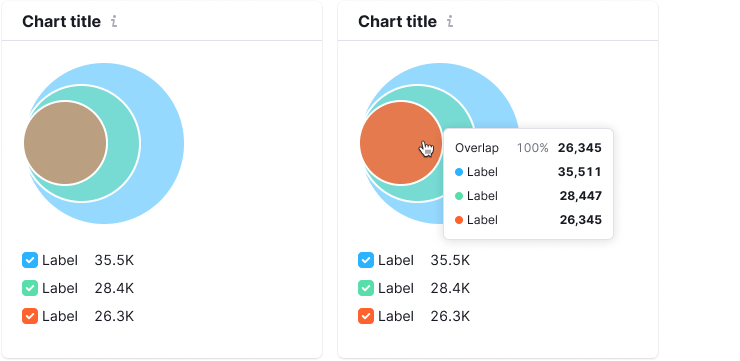 Chart title i
Label 35.5K
Label 28.4K
Label 26.3K
Chart title i
Overlap 100% 26,345
Label 35,511
Label 28,447
Label 26,345
Label 35.5K
Label 28.4K
Label 26.3K